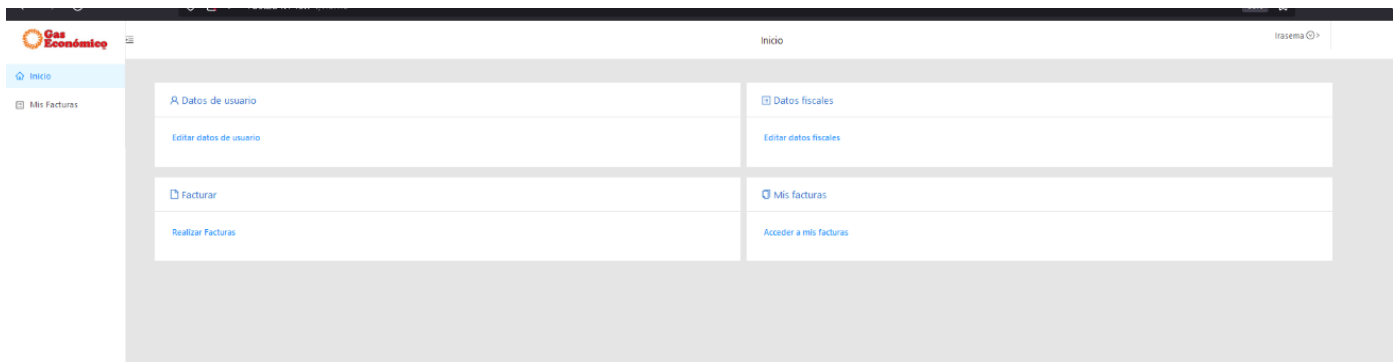 Gas
Económico
Inicio
Irasema
Inicio
Mis Facturas
Datos de usuario
Editar datos de usuario
Datos fiscales
Editar datos fiscales
Facturar
Realizar Facturas
Mis facturas
Acceder a mis facturas